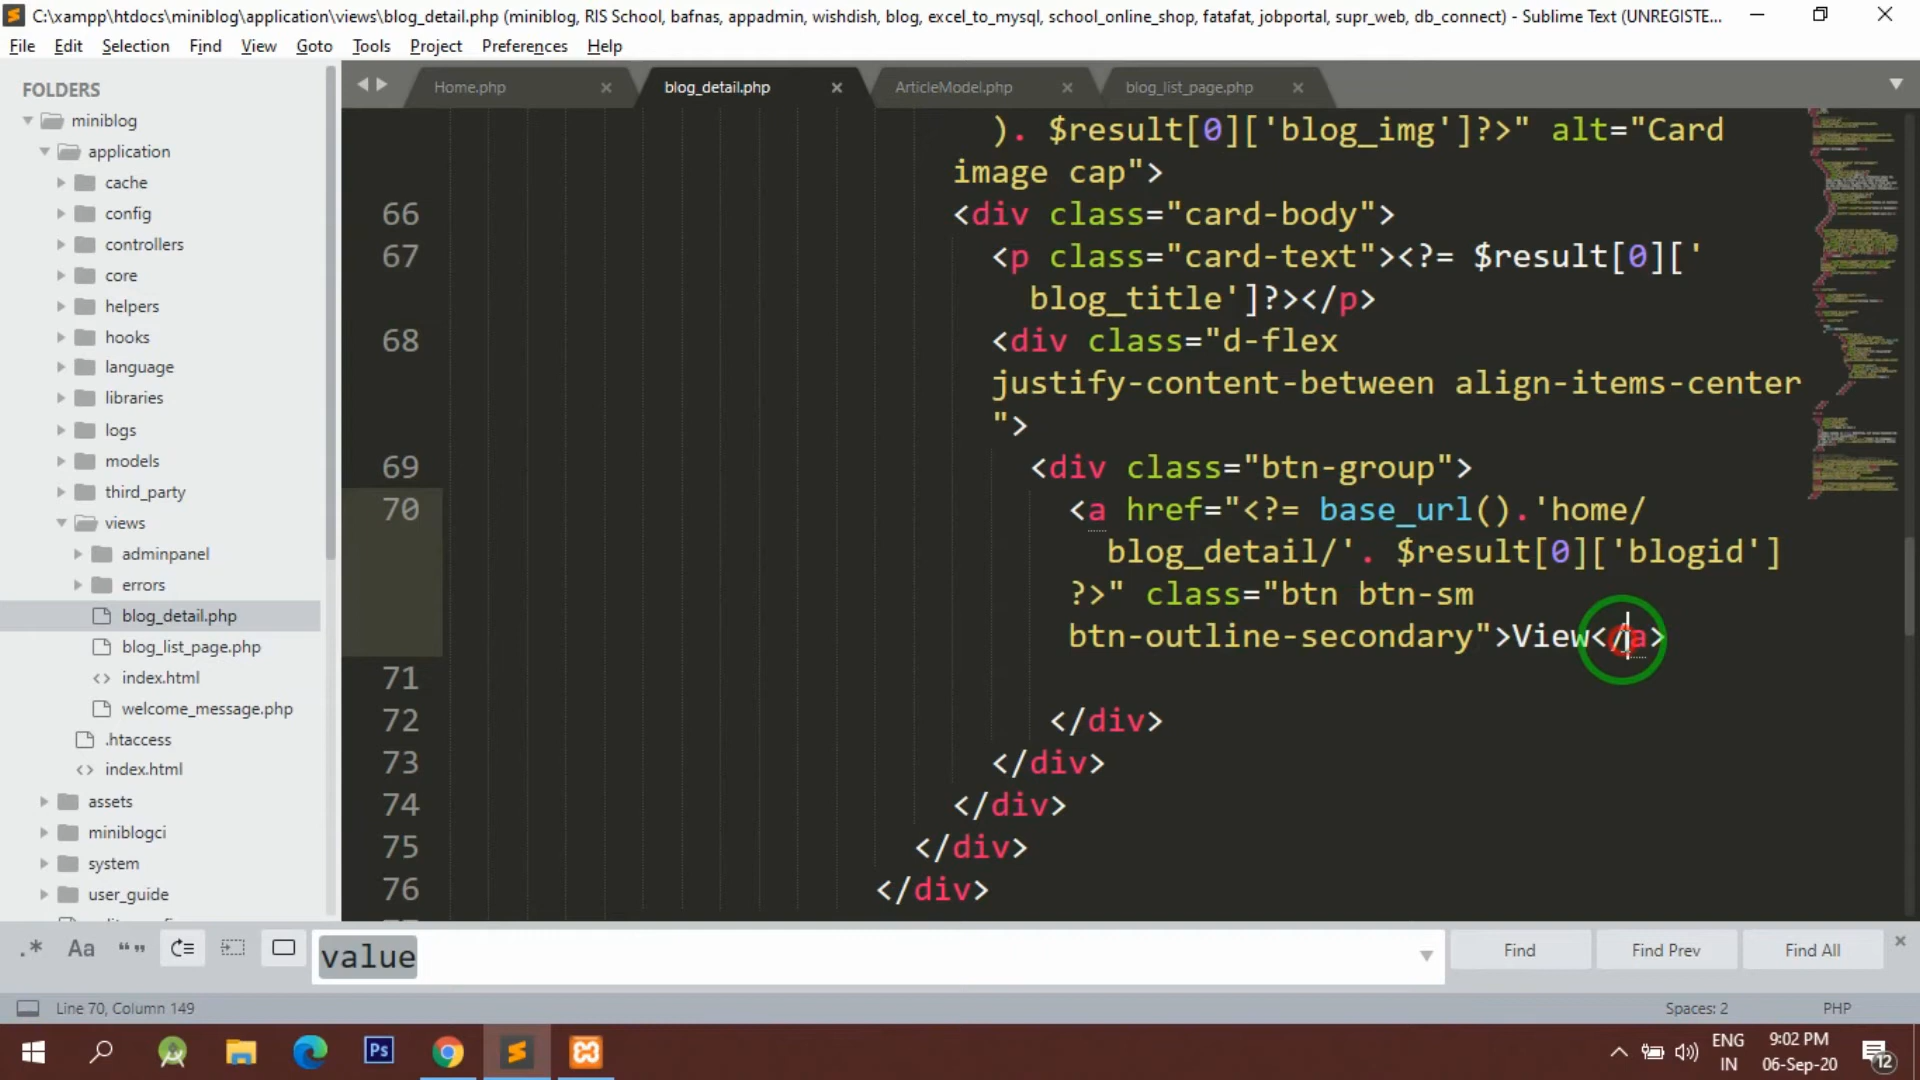 C:\xampp\htdocs\miniblog\application\views\blog_detail.php (miniblog, RIS School, bafnas, appadmin, wishdish, blog, excel_to_mysql, school_online_shop, fatafat, jobportal, supr_web, db_connect) - Sublime Text (UNREGISTE...
File Edit Selection Find View Goto Tools Project Preferences Help
FOLDERS
miniblog
application
cache
config
controllers
core
helpers
hooks
language
libraries
logs
models
third_party
views
adminpanel
errors
blog_detail.php
blog_list_page.php
index.html
welcome_message.php
.htaccess
index.html
assets
miniblogci
system
user_guide
Home.php blog_detail.php ArticleModel.php blog_list_page.php
). $result[0]['blog_img']?>" alt="Card
image cap">
66 <div class="card-body">
67 <p class="card-text"><?= $result[0]['
blog_title']?></p>
68 <div class="d-flex
justify-content-between align-items-center
">
69 <div class="btn-group">
70 <a href="<?= base_url().'home/
blog_detail/'. $result[0]['blogid']
?>" class="btn btn-sm
btn-outline-secondary">View</a>
71
72 </div>
73 </div>
74 </div>
75 </div>
76 </div>
.* Aa “ ” value Find Find Prev Find All
Line 70, Column 149 Spaces: 2 PHP
Ps
ENG
IN
9:02 PM
06-Sep-20
12